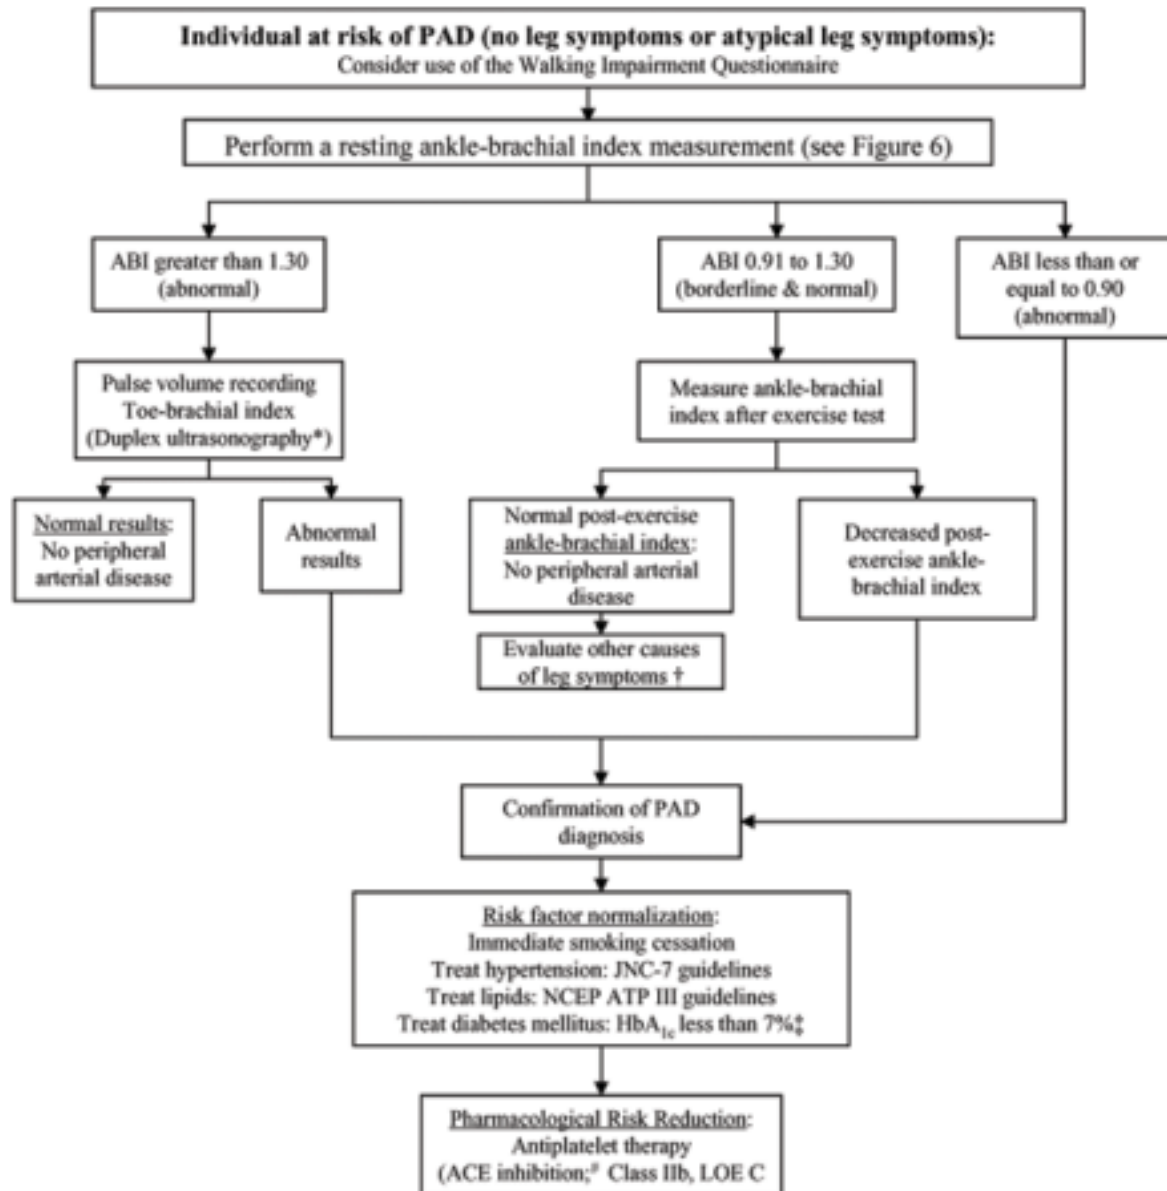 Individual at risk of PAD (no leg symptoms or atypical leg symptoms):
Consider use of the Walking Impairment Questionnaire
Perform a resting ankle-brachial index measurement (see Figure 6)
ABI greater than 1.30
(abnormal)
ABI 0.91 to 1.30
(borderline & normal)
ABI less than or
equal to 0.90
(abnormal)
Pulse volume recording
Toe-brachial index
(Duplex ultrasonography*)
Measure ankle-brachial
index after exercise test
Normal results:
No peripheral
arterial disease
Abnormal
results
Normal post-exercise
ankle-brachial index:
No peripheral arterial
disease
Decreased post-
exercise ankle-
brachial index
Evaluate other causes
of leg symptoms †
Confirmation of PAD
diagnosis
Risk factor normalization:
Immediate smoking cessation
Treat hypertension: JNC-7 guidelines
Treat lipids: NCEP ATP III guidelines
Treat diabetes mellitus: HbA1c less than 7%‡
Pharmacological Risk Reduction:
Antiplatelet therapy
(ACE inhibition;# Class IIb, LOE C